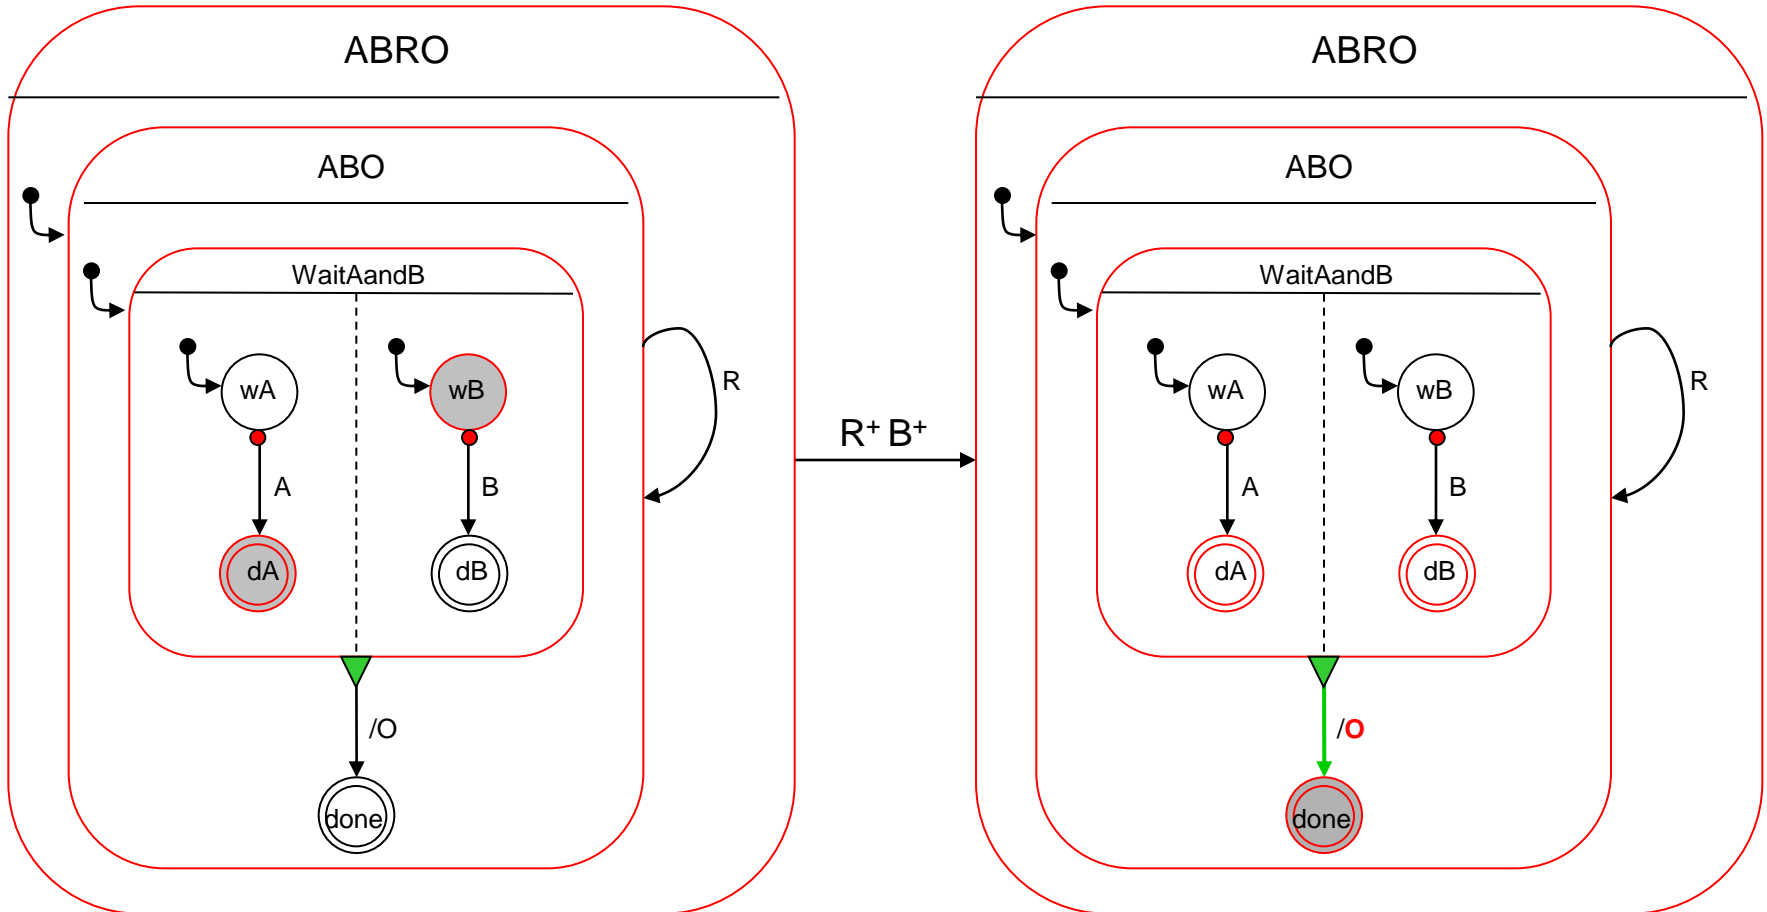 ABRO
ABO
WaitAandB
wA
wB
A
B
dA
dB
R
/O
done
R+ B+
ABRO
ABO
WaitAandB
wA
wB
A
B
dA
dB
R
/O
done